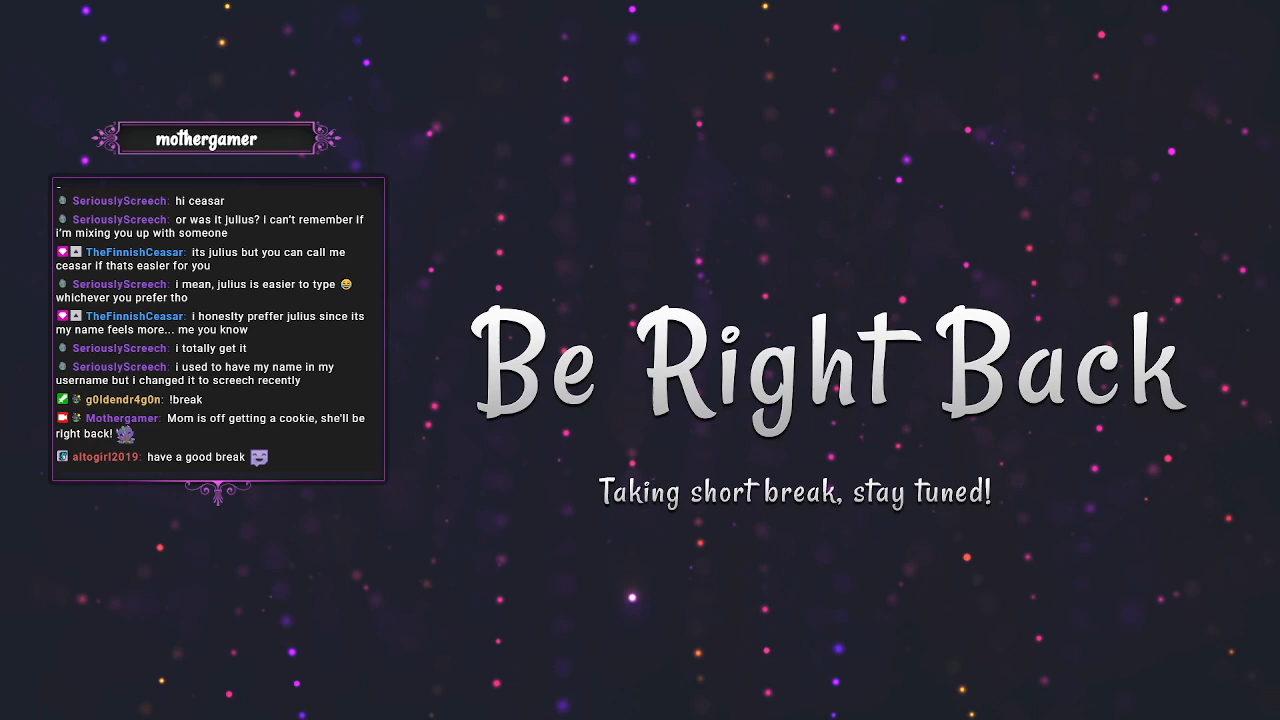 mothergamer
SeriouslyScreech: hi ceasar
SeriouslyScreech: or was it julius? i can't remember if
i'm mixing you up with someone
TheFinnishCeasar: its julius but you can call me
ceasar if thats easier for you
SeriouslyScreech: i mean, julius is easier to type 😅
whichever you prefer tho
TheFinnishCeasar: i honeslty preffer julius since its
my name feels more... me you know
SeriouslyScreech: i totally get it
SeriouslyScreech: i used to have my name in my
username but i changed it to screech recently
g0ldendr4g0n: !break
Mothergamer: Mom is off getting a cookie, she'll be
right back!
altogirl2019: have a good break
Be Right Back
Taking short break, stay tuned!